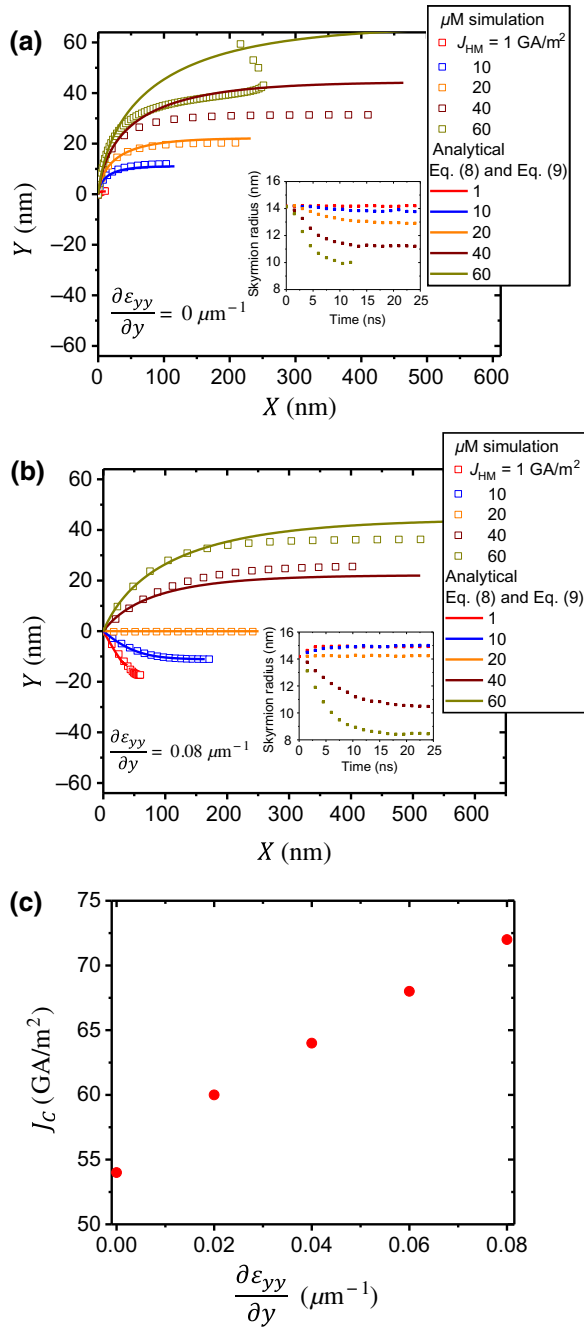 (a)
60
40
20
0
–20
–40
–60
Y (nm)
0 100 200 300 400 500 600
X (nm)
∂εyy/∂y = 0 μm⁻¹
Skyrmion radius (nm)
16
14
12
10
8
0 5 10 15 20 25
Time (ns)
μM simulation
J_HM = 1 GA/m²
10
20
40
60
Analytical
Eq. (8) and Eq. (9)
1
10
20
40
60
(b)
60
40
20
0
–20
–40
–60
Y (nm)
0 100 200 300 400 500 600
X (nm)
∂εyy/∂y = 0.08 μm⁻¹
Skyrmion radius (nm)
16
14
12
10
8
0 5 10 15 20 25
Time (ns)
μM simulation
J_HM = 1 GA/m²
10
20
40
60
Analytical
Eq. (8) and Eq. (9)
1
10
20
40
60
(c)
75
70
65
60
55
50
J_C (GA/m²)
0.00 0.02 0.04 0.06 0.08
∂εyy/∂y (μm⁻¹)